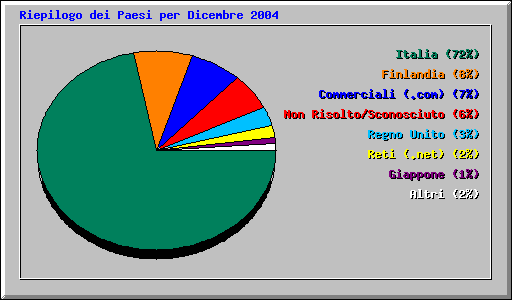 Riepilogo dei Paesi per Dicembre 2004
Italia (72%)
Finlandia (8%)
Commerciali (.com) (7%)
Non Risolto/Sconosciuto (6%)
Regno Unito (3%)
Reti (.net) (2%)
Giappone (1%)
Altri (2%)